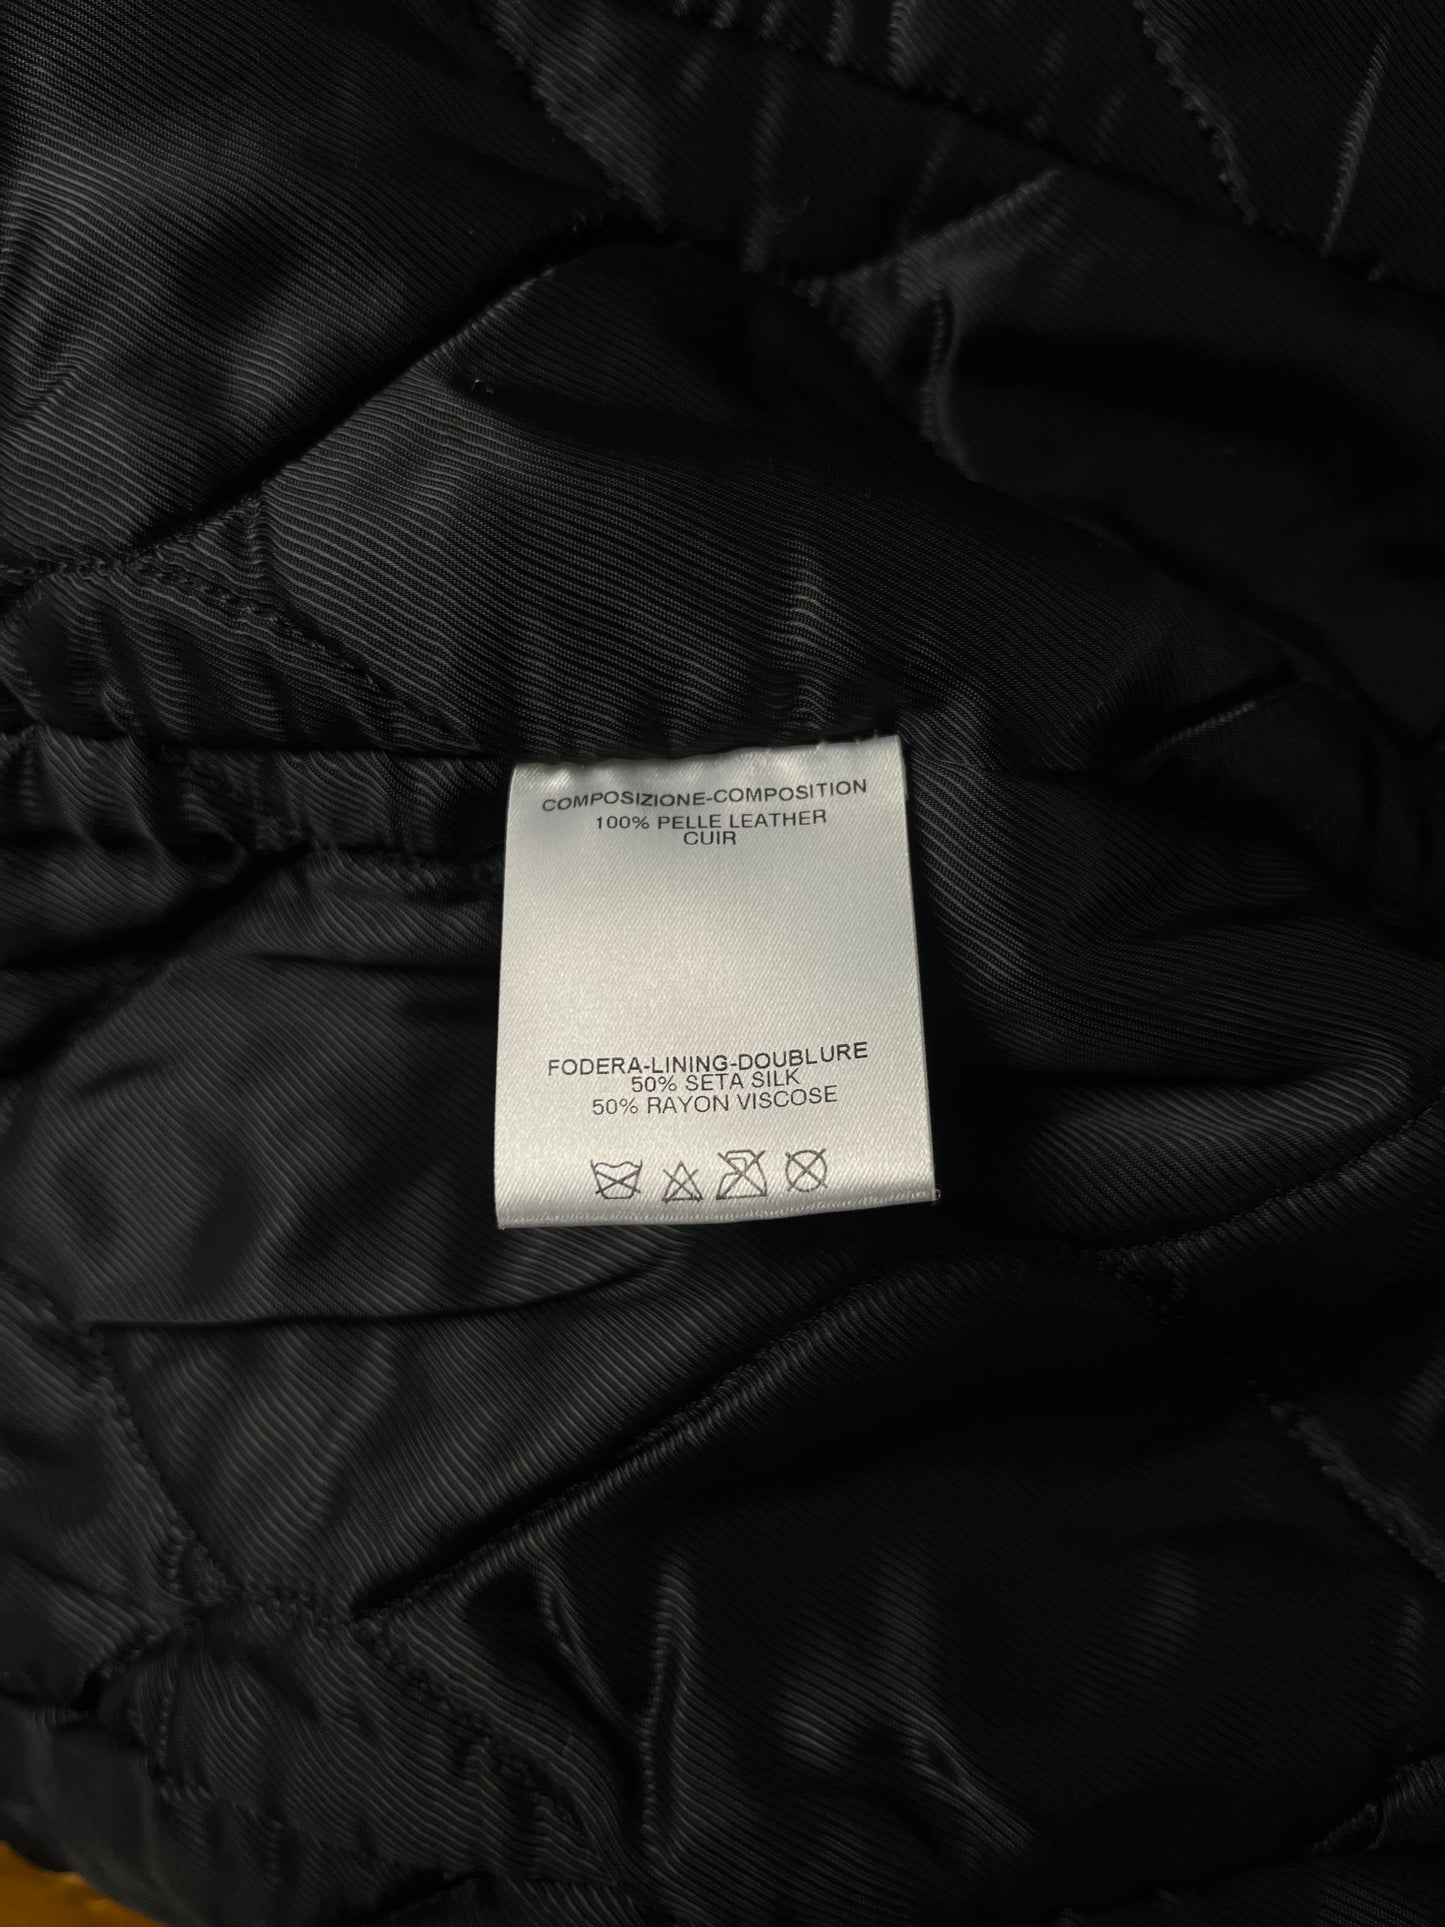 COMPOSIZIONE-COMPOSITION
100% PELLE LEATHER
CUIR
FODERA-LINING-DOUBLURE
50% SETA SILK
50% RAYON VISCOSE